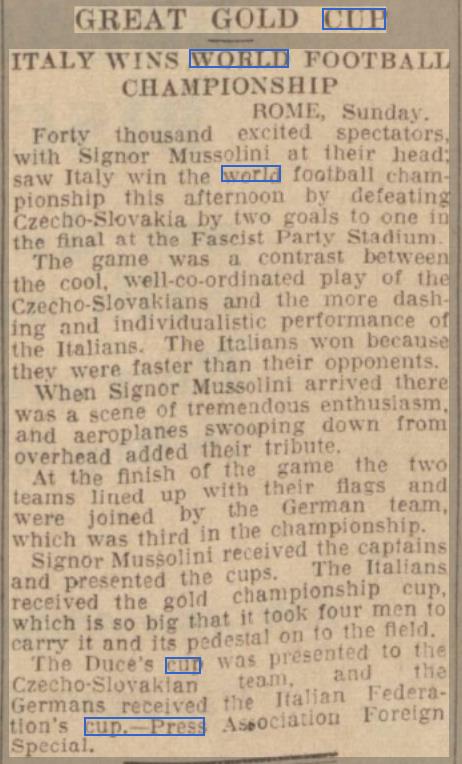 GREAT GOLD CUP
ITALY WINS WORLD FOOTBALL
CHAMPIONSHIP
ROME, Sunday.
Forty thousand excited spectators,
with Signor Mussolini at their head;
saw Italy win the world football cham-
pionship this afternoon by defeating
Czecho-Slovakia by two goals to one in
the final at the Fascist Party Stadium.
The game was a contrast between
the cool, well-co-ordinated play of the
Czecho-Slovakians and the more dash-
ing and individualistic performance of
the Italians. The Italians won because
they were faster than their opponents.
When Signor Mussolini arrived there
was a scene of tremendous enthusiasm,
and aeroplanes swooping down from
overhead added their tribute.
At the finish of the game the two
teams lined up with their flags and
were joined by the German team,
which was third in the championship.
Signor Mussolini received the captains
and presented the cups. The Italians
received the gold championship cup,
which is so big that it took four men to
carry it and its pedestal on to the field.
The Duce's cup was presented to the
Czecho-Slovakian team, and the
Germans received the Italian Federa-
tion's cup.—Press Association Foreign
Special.